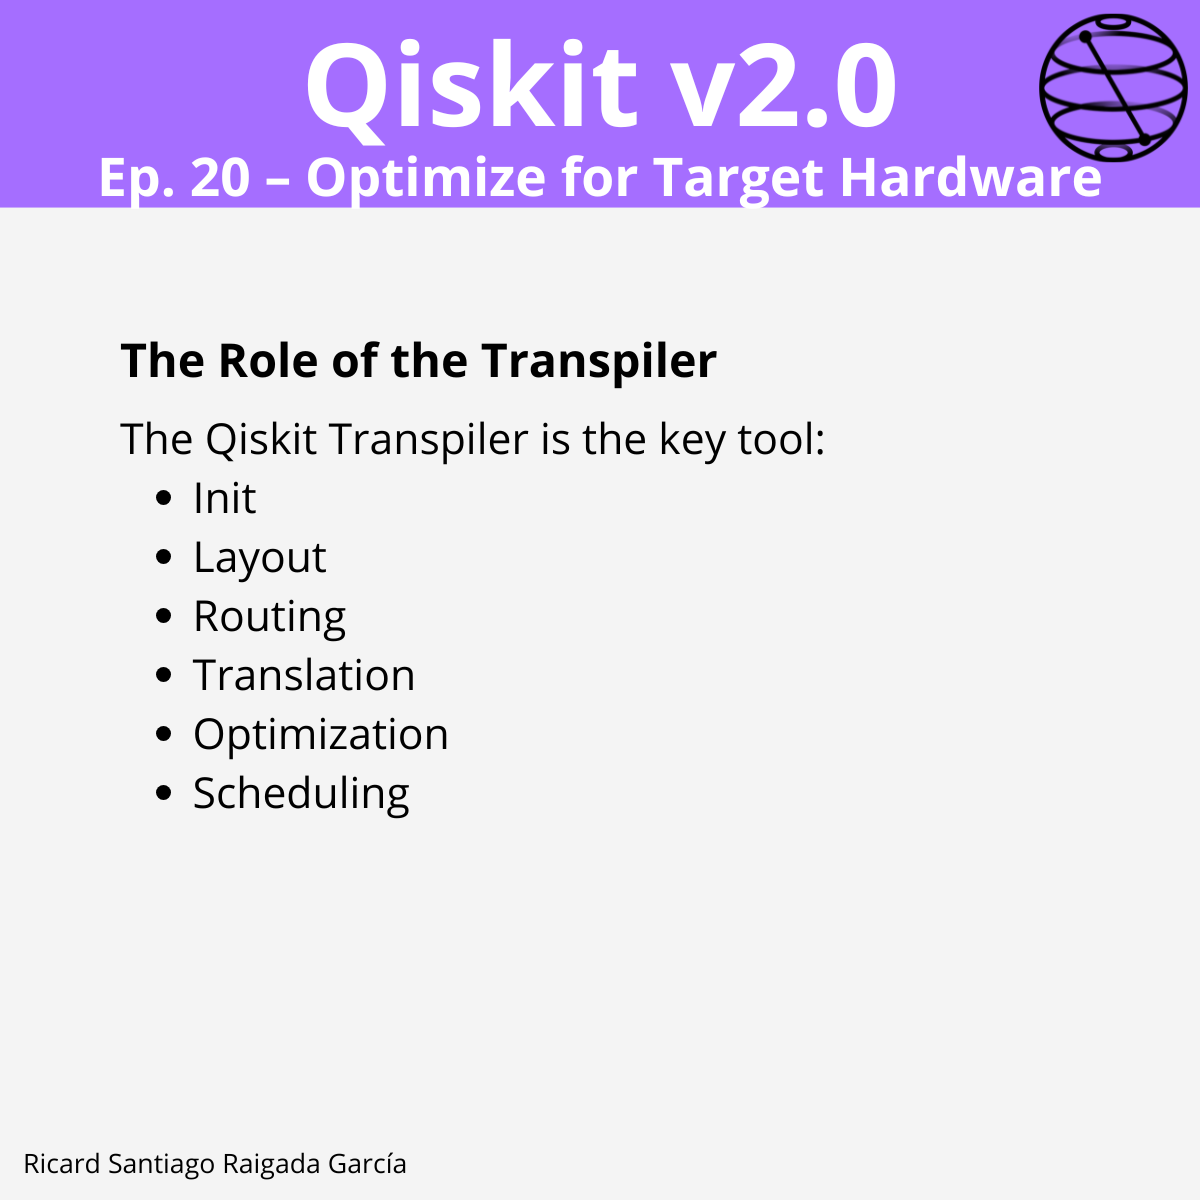 Qiskit v2.0
Ep. 20 – Optimize for Target Hardware
The Role of the Transpiler
The Qiskit Transpiler is the key tool:
• Init
• Layout
• Routing
• Translation
• Optimization
• Scheduling
Ricard Santiago Raigada García